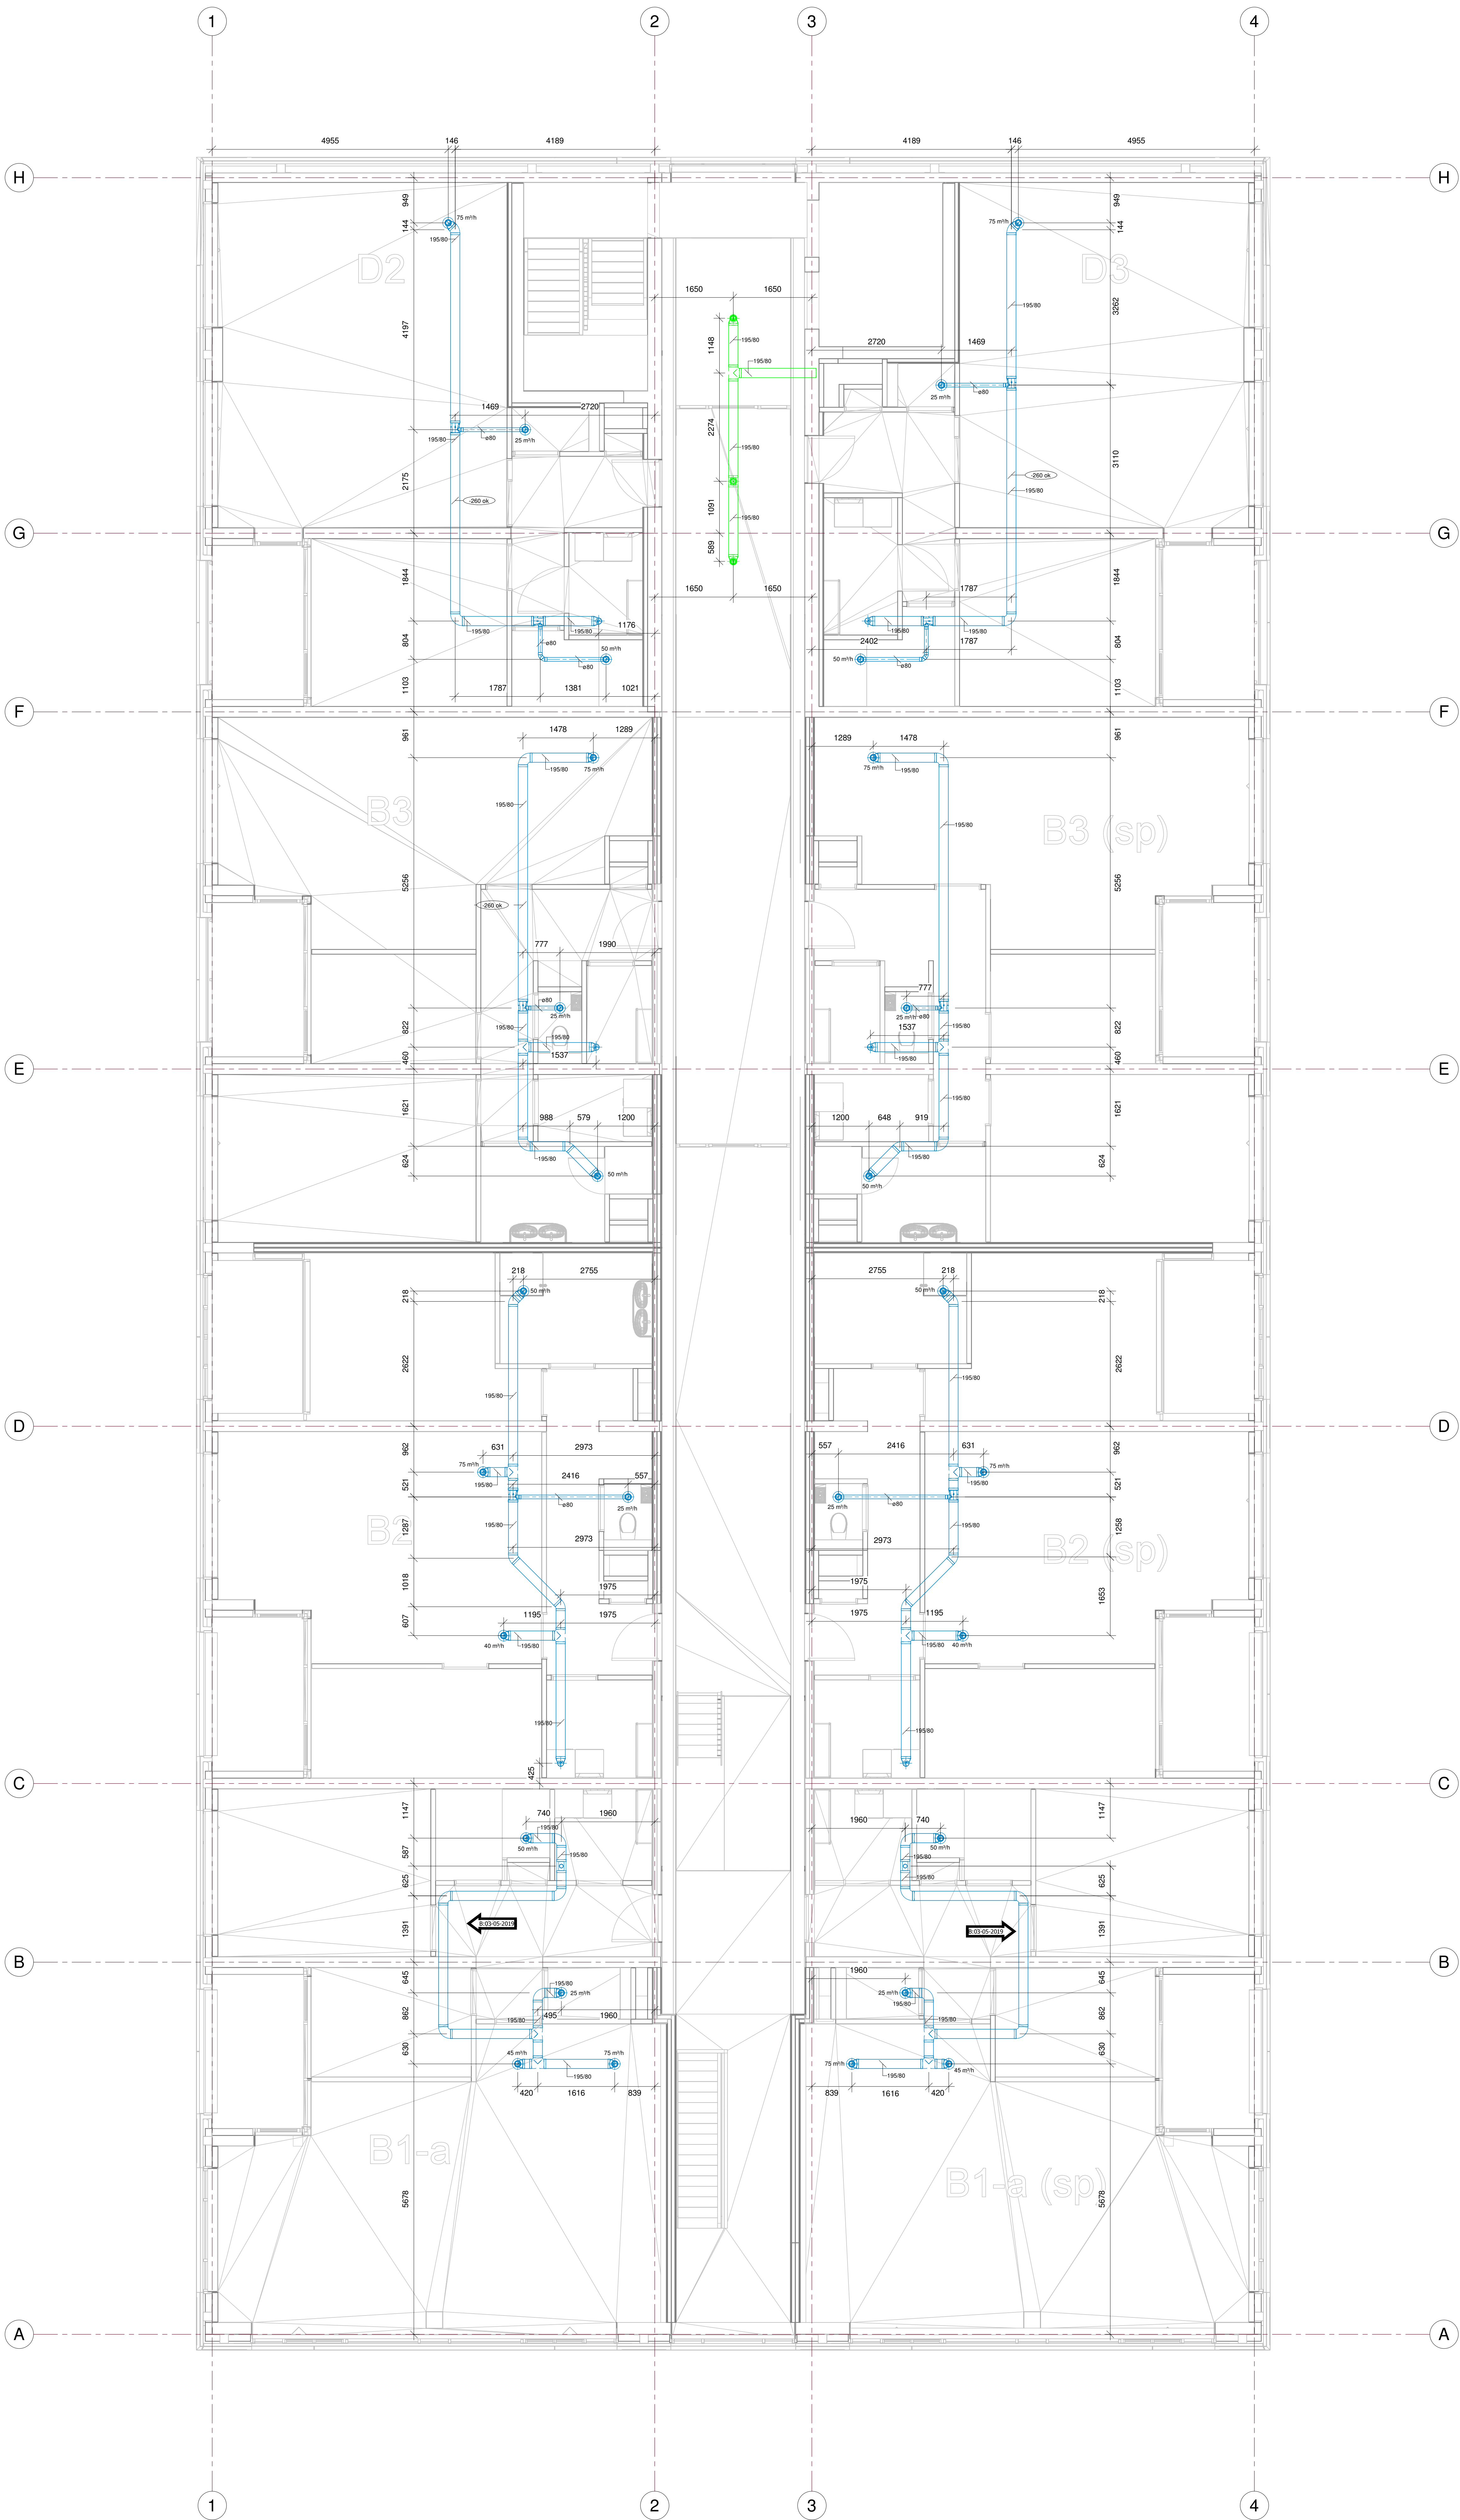 1 2 3 4
4955 146 4189 4189 146 4955
H H
949 75 m³/h 75 m³/h 949
144 195/80 144
D2 D3
1650 1650
4197 195/80 3262
1148 195/80 2720 1469
195/80
ø80
25 m³/h
1469 2720
195/80 ø80 25 m³/h
2274 195/80
2175 -260 ok -260 ok 3110
195/80
1091 195/80
G G
589
1844 1650 1650 1787 1844
195/80 195/80 1176 195/80 195/80
804 ø80 50 m³/h 2402 1787 804
ø80 50 m³/h ø80
1103 1787 1381 1021 1103
F F
961 1478 1289 1289 1478 961
195/80 75 m³/h 75 m³/h 195/80
B3 195/80 195/80 B3 (sp)
5256 -260 ok 5256
777 1990
777
ø80 25 m³/h 25 m³/h ø80
822 195/80 195/80 1537 195/80 822
460 1537 195/80 460
E E
1621 195/80 1621
988 579 1200 1200 648 919
624 195/80 50 m³/h 195/80 50 m³/h 624
218 2755 2755 218
218 50 m³/h 50 m³/h 218
2622 195/80 195/80 2622
D D
962 631 2973 557 2416 631 962
75 m³/h 75 m³/h
195/80 2416 557 195/80
521 ø80 25 m³/h 25 m³/h ø80 521
B2 1287 195/80 195/80 1258 B2 (sp)
2973 2973
1018 1975 1975 1653
607 1195 1975 1975 1195
40 m³/h 195/80 195/80 40 m³/h
195/80 195/80
425
C C
1147 740 1960 1960 740 1147
195/80
587 50 m³/h 195/80 50 m³/h 195/80
625 195/80 625
1391 B:03-05-2019 B:03-05-2019 1391
B B
645 195/80 25 m³/h 1960 25 m³/h 195/80 645
862 195/80 495 1960 195/80 862
630 45 m³/h 75 m³/h 75 m³/h 45 m³/h 630
195/80 195/80
420 1616 839 839 1616 420
B1-a B1-a (sp)
5678 5678
A A
1 2 3 4